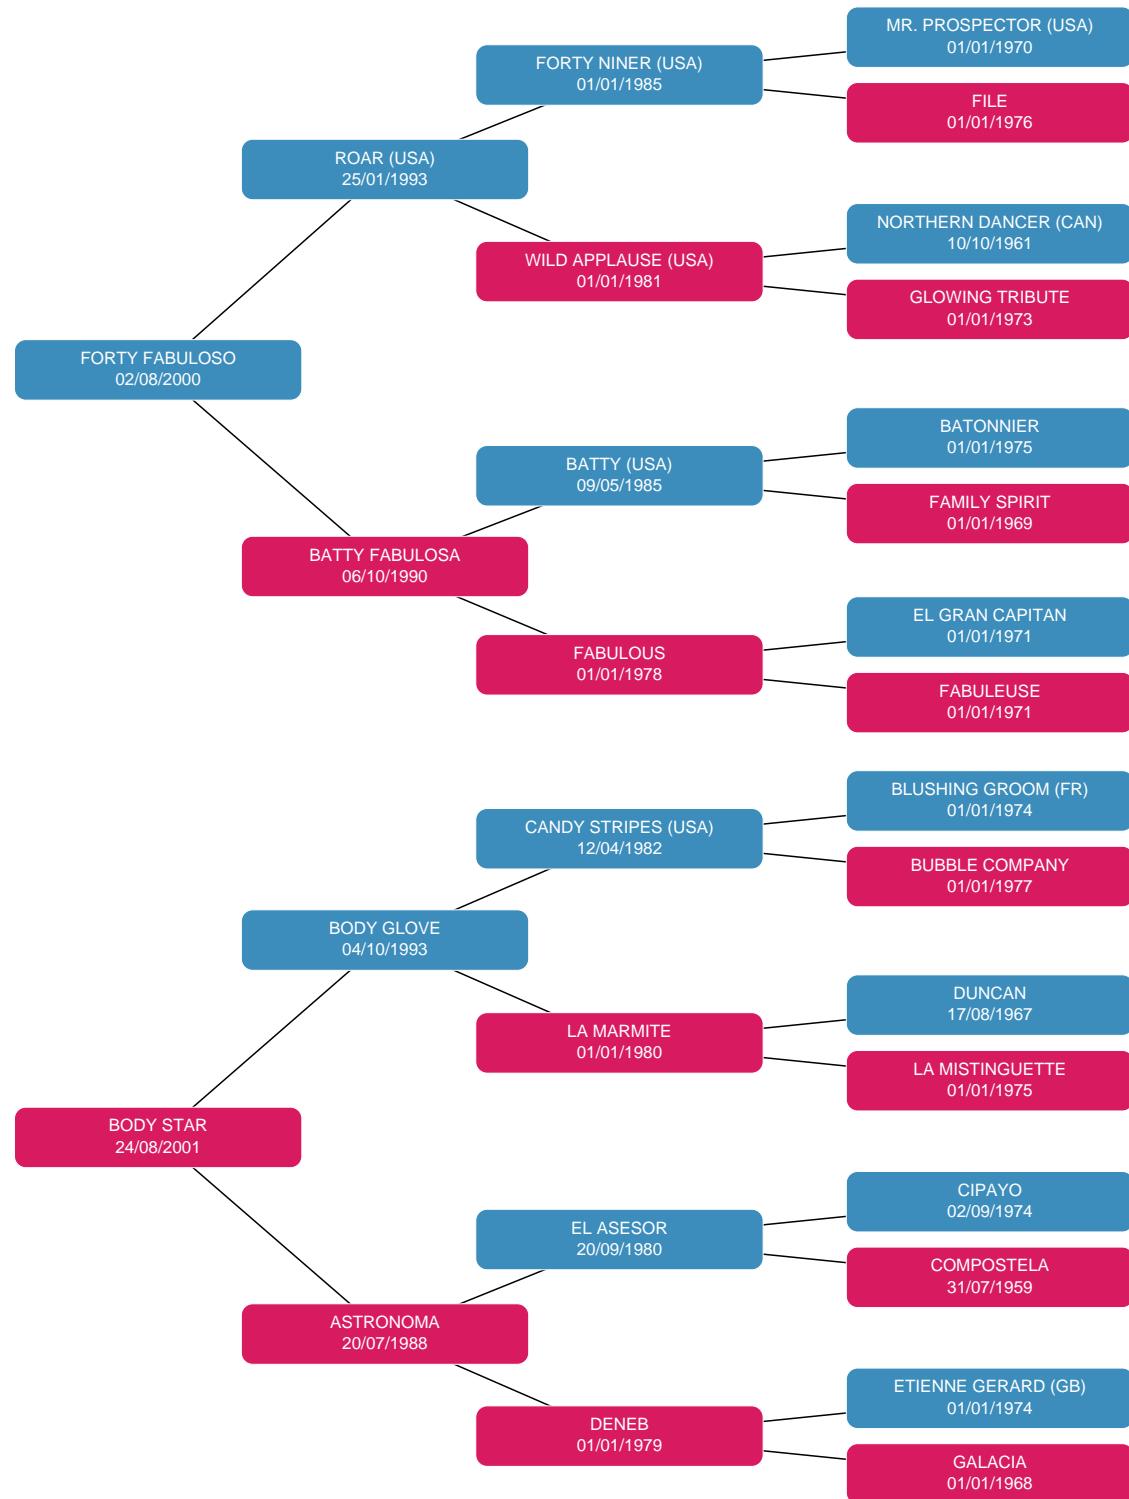 MR. PROSPECTOR (USA)
01/01/1970
FORTY NINER (USA)
01/01/1985
FILE
01/01/1976
ROAR (USA)
25/01/1993
NORTHERN DANCER (CAN)
10/10/1961
WILD APPLAUSE (USA)
01/01/1981
GLOWING TRIBUTE
01/01/1973
FORTY FABULOSO
02/08/2000
BATONNIER
01/01/1975
BATTY (USA)
09/05/1985
FAMILY SPIRIT
01/01/1969
BATTY FABULOSA
06/10/1990
EL GRAN CAPITAN
01/01/1971
FABULOUS
01/01/1978
FABULEUSE
01/01/1971
BLUSHING GROOM (FR)
01/01/1974
CANDY STRIPES (USA)
12/04/1982
BUBBLE COMPANY
01/01/1977
BODY GLOVE
04/10/1993
DUNCAN
17/08/1967
LA MARMITE
01/01/1980
LA MISTINGUETTE
01/01/1975
BODY STAR
24/08/2001
CIPAYO
02/09/1974
EL ASESOR
20/09/1980
COMPOSTELA
31/07/1959
ASTRONOMA
20/07/1988
ETIENNE GERARD (GB)
01/01/1974
DENEB
01/01/1979
GALACIA
01/01/1968